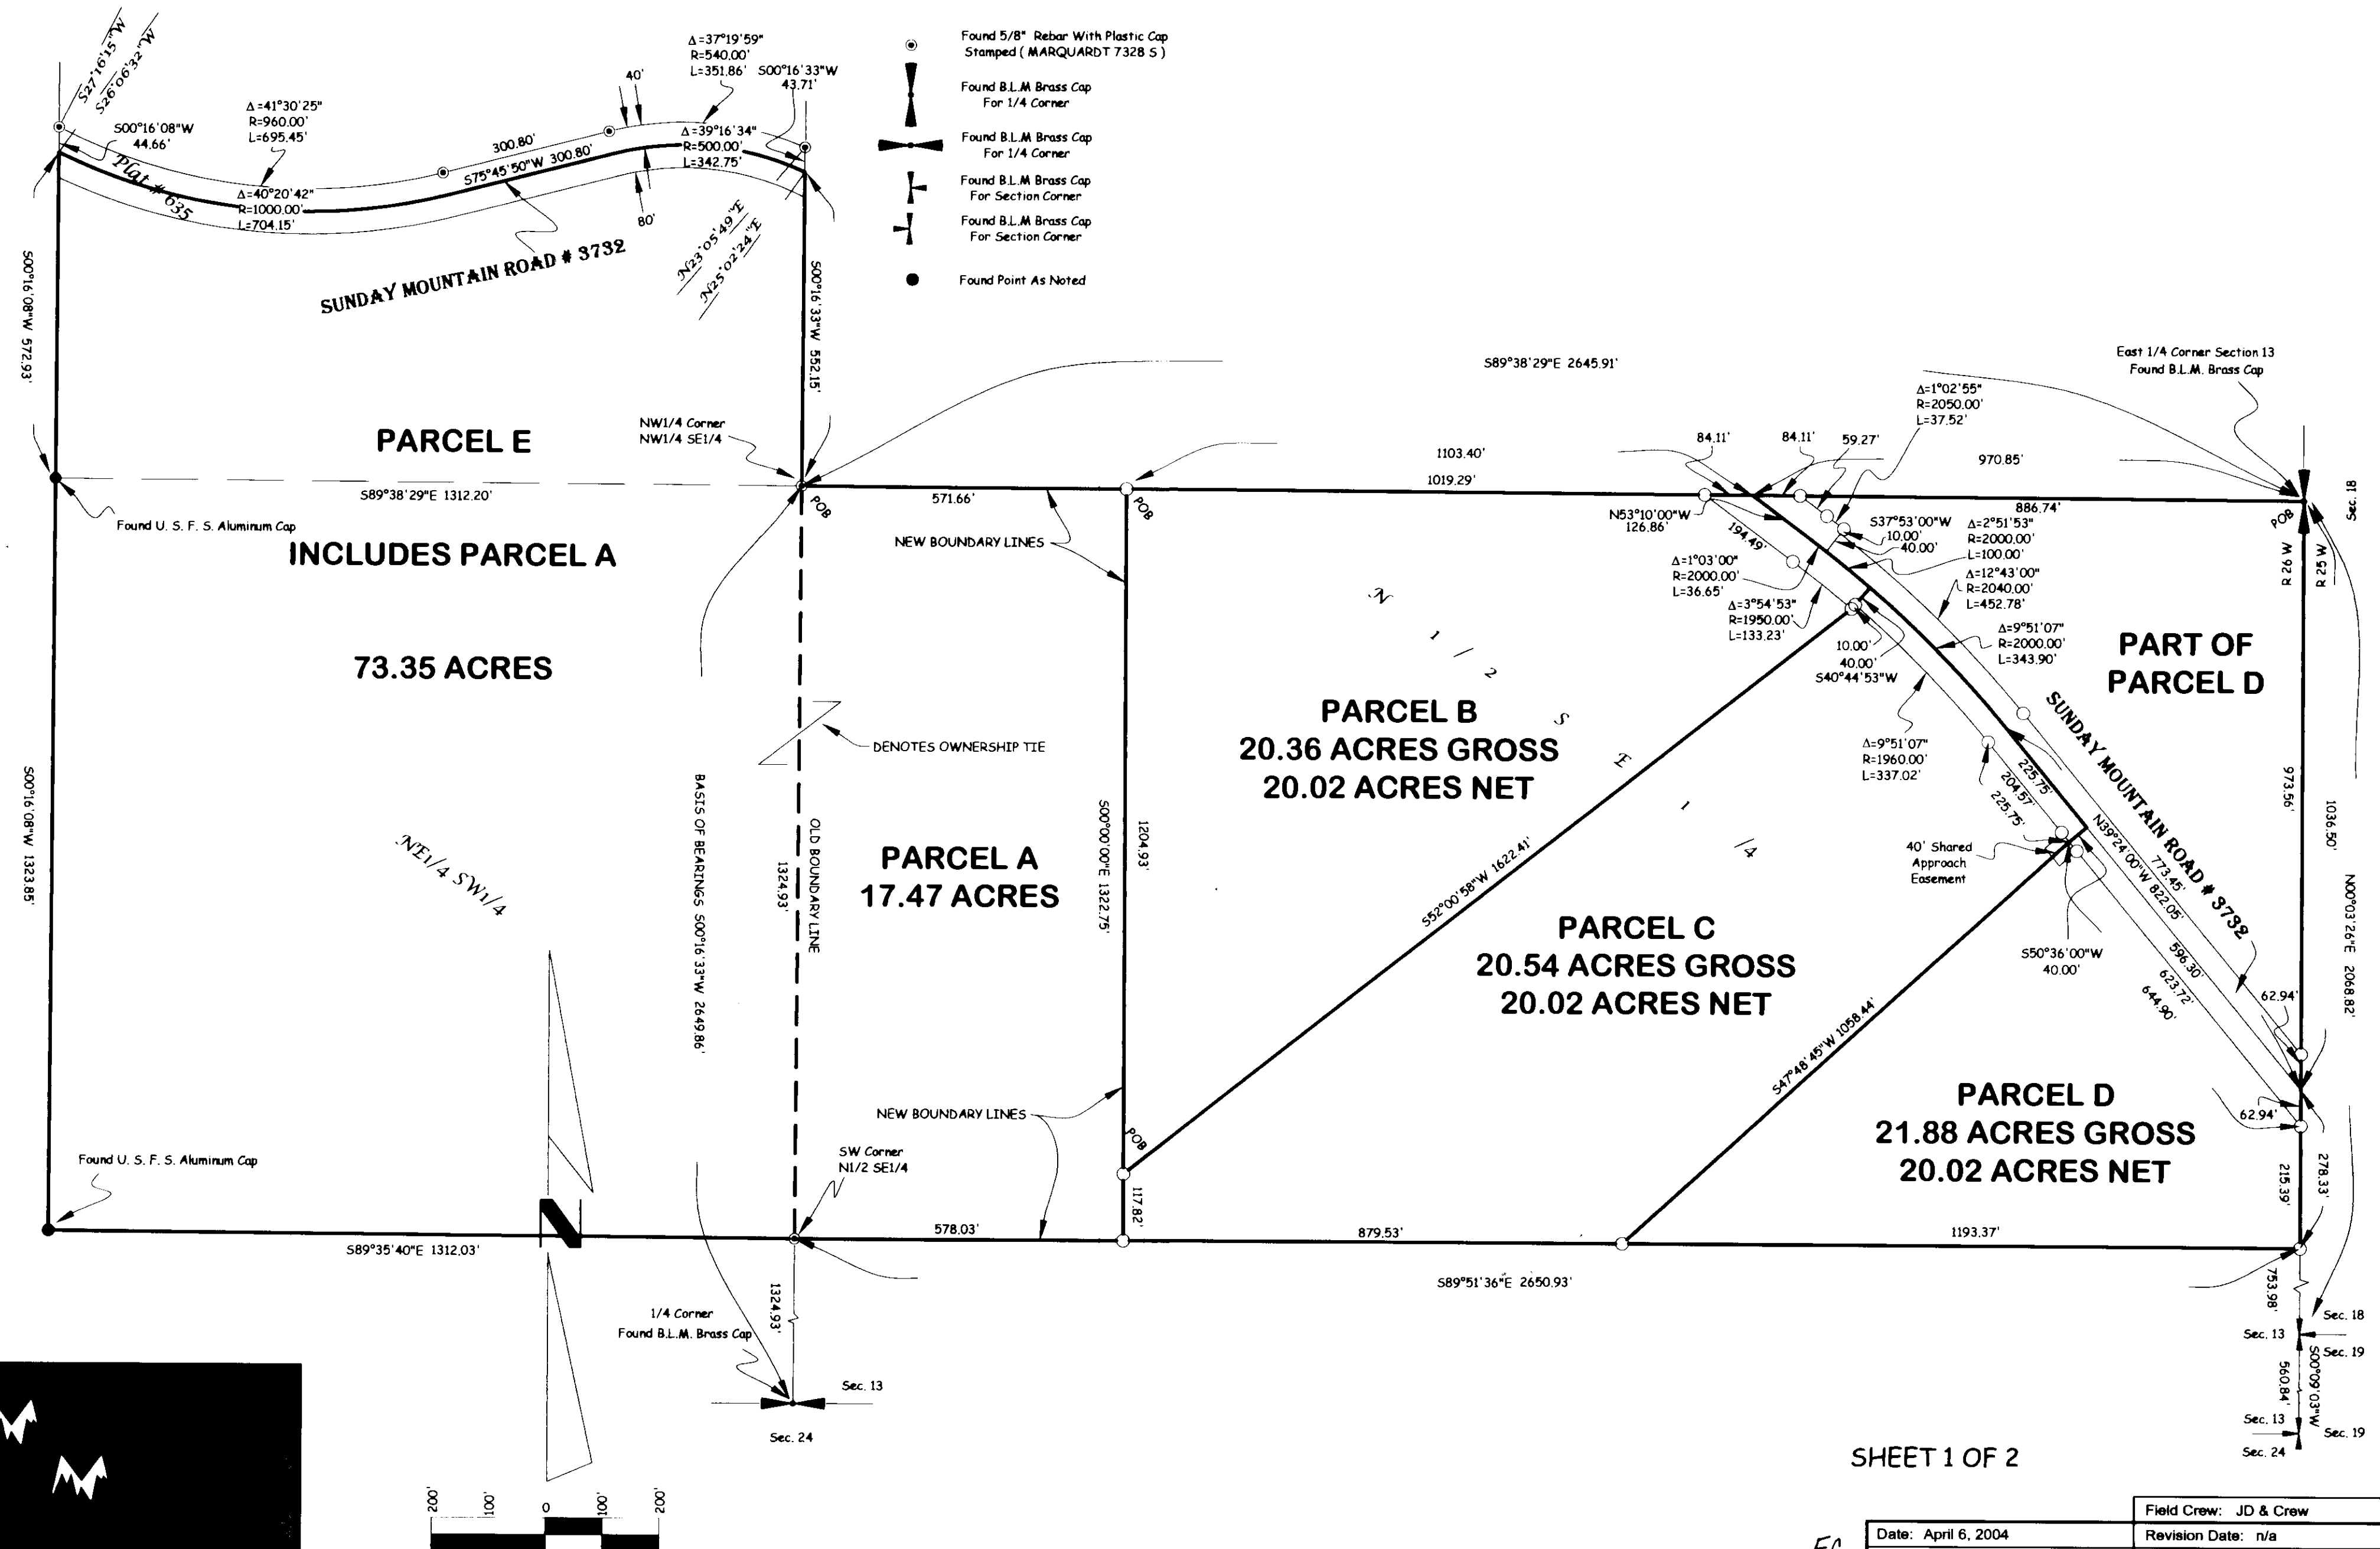 S27°16'15"W
S26°06'32"W
S00°16'08"W
44.66'
Δ=41°30'25"
R=960.00'
L=695.45'
Plat # 635
Δ=40°20'42"
R=1000.00'
L=704.15'
300.80'
S75°45'50"W 300.80'
40'
80'
Δ=37°19'59"
R=540.00'
L=351.86'
S00°16'33"W
43.71'
Δ=39°16'34"
R=500.00'
L=342.75'
N23°05'49"E
N25°02'24"E
SUNDAY MOUNTAIN ROAD # 3732
Found 5/8" Rebar With Plastic Cap
Stamped ( MARQUARDT 7328 S )
Found B.L.M Brass Cap
For 1/4 Corner
Found B.L.M Brass Cap
For 1/4 Corner
Found B.L.M Brass Cap
For Section Corner
Found B.L.M Brass Cap
For Section Corner
Found Point As Noted
S00°16'08"W 572.93'
S00°16'33"W 552.15'
PARCEL E
NW1/4 Corner
NW1/4 SE1/4
S89°38'29"E 1312.20'
Found U. S. F. S. Aluminum Cap
INCLUDES PARCEL A
73.35 ACRES
S00°16'08"W 1323.85'
NE1/4 SW1/4
Found U. S. F. S. Aluminum Cap
S89°35'40"E 1312.03'
N
BASIS OF BEARINGS S00°16'33"W 2649.86'
1324.93'
OLD BOUNDARY LINE
DENOTES OWNERSHIP TIE
POB
571.66'
NEW BOUNDARY LINES
PARCEL A
17.47 ACRES
S00°00'00"E 1322.75'
1204.93'
NEW BOUNDARY LINES
SW Corner
N1/2 SE1/4
578.03'
POB
117.82'
1324.93'
1/4 Corner
Found B.L.M. Brass Cap
Sec. 13
Sec. 24
S89°38'29"E 2645.91'
1103.40'
1019.29'
POB
84.11'
84.11'
59.27'
Δ=1°02'55"
R=2050.00'
L=37.52'
East 1/4 Corner Section 13
Found B.L.M. Brass Cap
970.85'
886.74'
POB
Sec. 18
R 26 W
R 25 W
N53°10'00"W
126.86'
194.49'
S37°53'00"W
10.00'
40.00'
Δ=2°51'53"
R=2000.00'
L=100.00'
Δ=1°03'00"
R=2000.00'
L=36.65'
Δ=12°43'00"
R=2040.00'
L=452.78'
Δ=3°54'53"
R=1950.00'
L=133.23'
Δ=9°51'07"
R=2000.00'
L=343.90'
10.00'
40.00'
S40°44'53"W
N 1 / 2 S E 1 /4
PARCEL B
20.36 ACRES GROSS
20.02 ACRES NET
PART OF
PARCEL D
Δ=9°51'07"
R=1960.00'
L=337.02'
225.75'
204.57'
225.75'
SUNDAY MOUNTAIN ROAD # 3732
973.56'
1036.50'
N00°03'26"E 2068.82'
40' Shared
Approach
Easement
N39°24'00"W 822.05'
773.45'
S52°00'58"W 1622.41'
PARCEL C
20.54 ACRES GROSS
20.02 ACRES NET
S50°36'00"W
40.00'
596.30'
623.72'
644.90'
62.94'
S47°48'45"W 1058.44'
PARCEL D
21.88 ACRES GROSS
20.02 ACRES NET
62.94'
215.39'
278.33'
879.53'
1193.37'
S89°51'36"E 2650.93'
753.98'
Sec. 18
Sec. 13
Sec. 19
560.84'
S00°09'03"W
Sec. 13
Sec. 19
Sec. 24
200'
100'
0
100'
200'
SHEET 1 OF 2
Field Crew: JD & Crew
Date: April 6, 2004
Revision Date: n/a